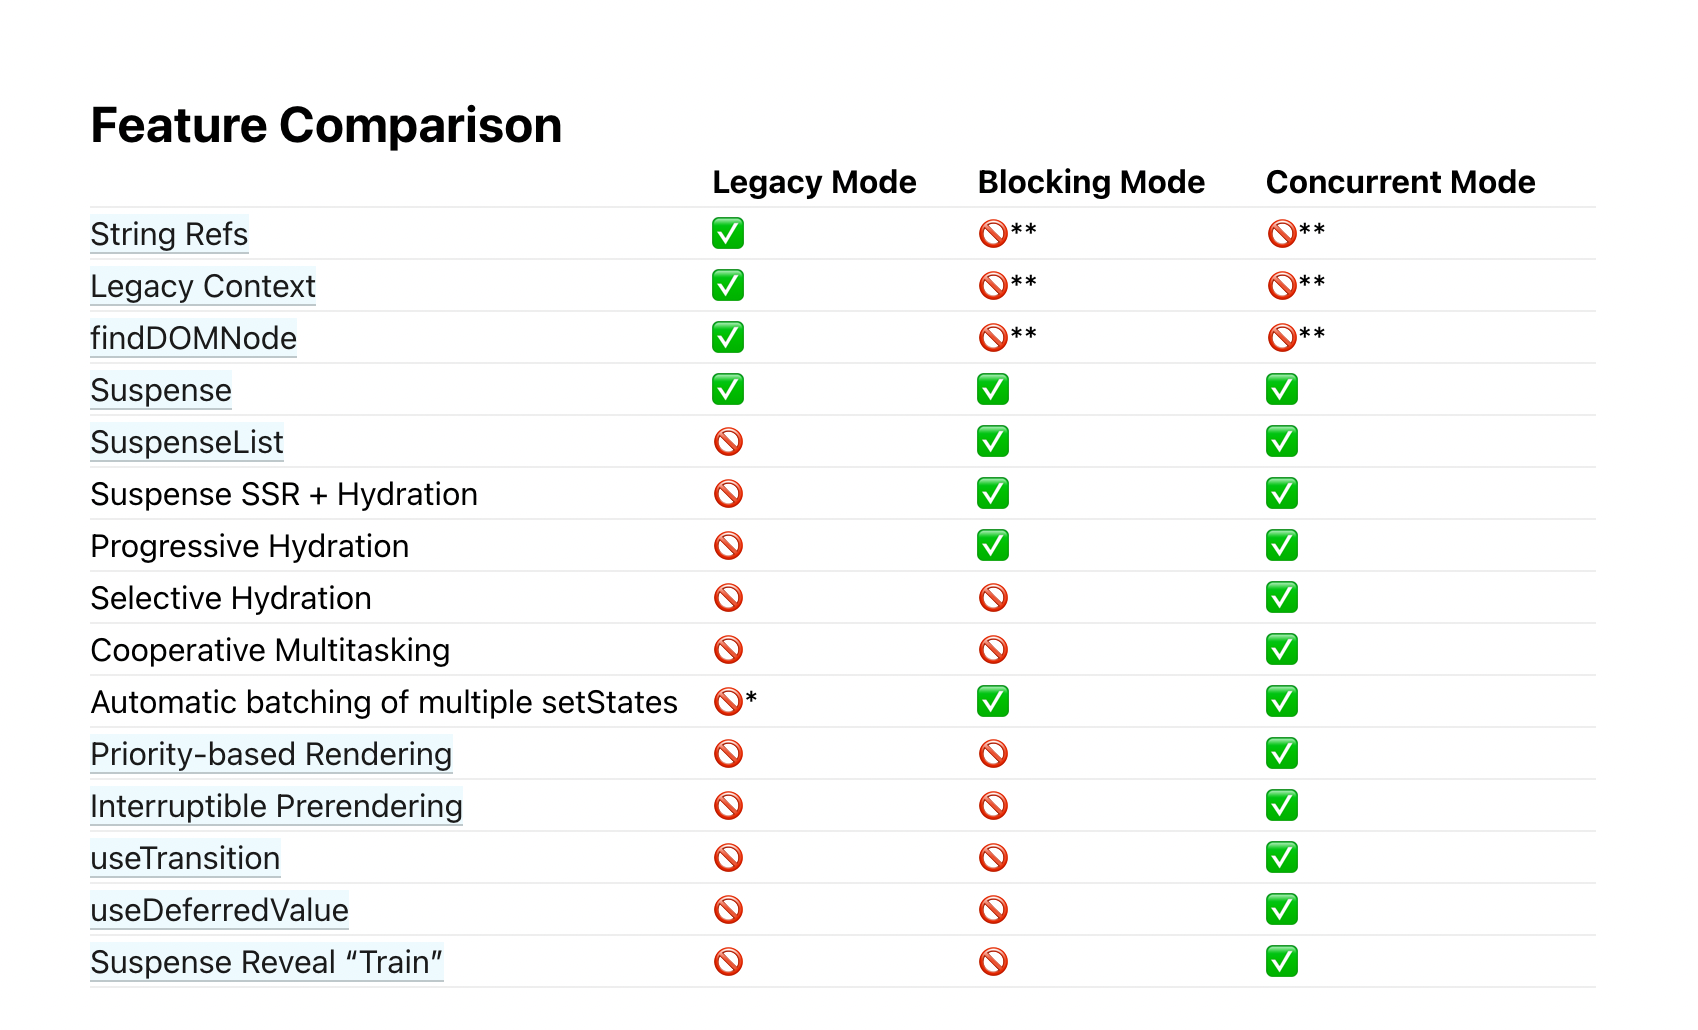 Feature Comparison
Legacy Mode Blocking Mode Concurrent Mode
String Refs ✅ 🚫** 🚫**
Legacy Context ✅ 🚫** 🚫**
findDOMNode ✅ 🚫** 🚫**
Suspense ✅ ✅ ✅
SuspenseList 🚫 ✅ ✅
Suspense SSR + Hydration 🚫 ✅ ✅
Progressive Hydration 🚫 ✅ ✅
Selective Hydration 🚫 🚫 ✅
Cooperative Multitasking 🚫 🚫 ✅
Automatic batching of multiple setStates 🚫* ✅ ✅
Priority-based Rendering 🚫 🚫 ✅
Interruptible Prerendering 🚫 🚫 ✅
useTransition 🚫 🚫 ✅
useDeferredValue 🚫 🚫 ✅
Suspense Reveal “Train” 🚫 🚫 ✅